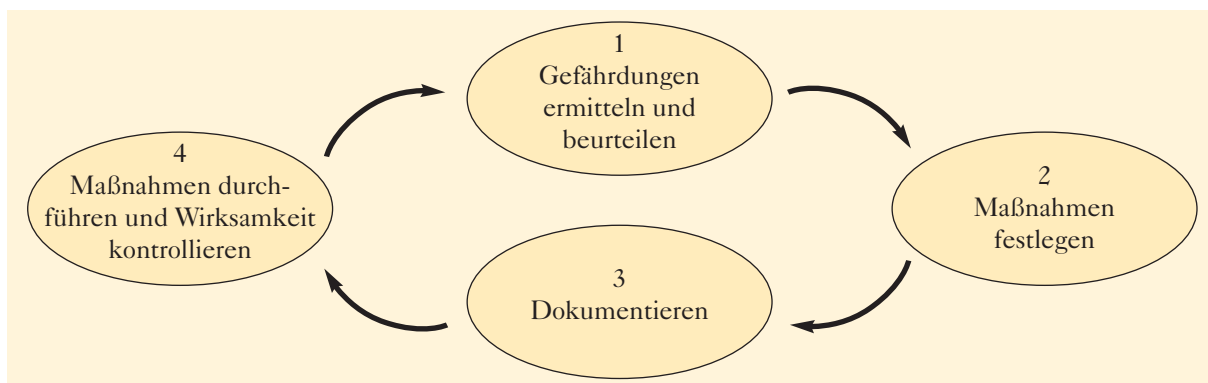 1
Gefährdungen
ermitteln und
beurteilen
2
Maßnahmen
festlegen
3
Dokumentieren
4
Maßnahmen durch-
führen und Wirksamkeit
kontrollieren